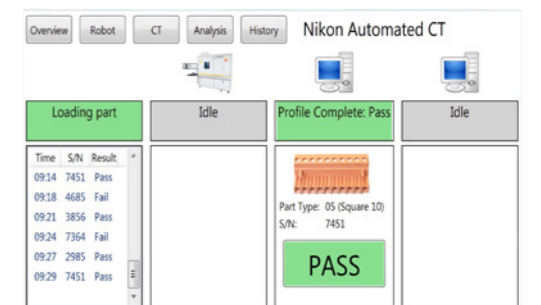 Overview Robot CT Analysis History Nikon Automated CT
Loading part Idle Profile Complete: Pass Idle
Time S/N Result
09:14 7451 Pass
09:18 4685 Fail
09:21 3856 Pass
09:24 7364 Fail
09:27 2985 Pass
09:29 7451 Pass
Part Type: 05 (Square 10)
S/N: 7451
PASS